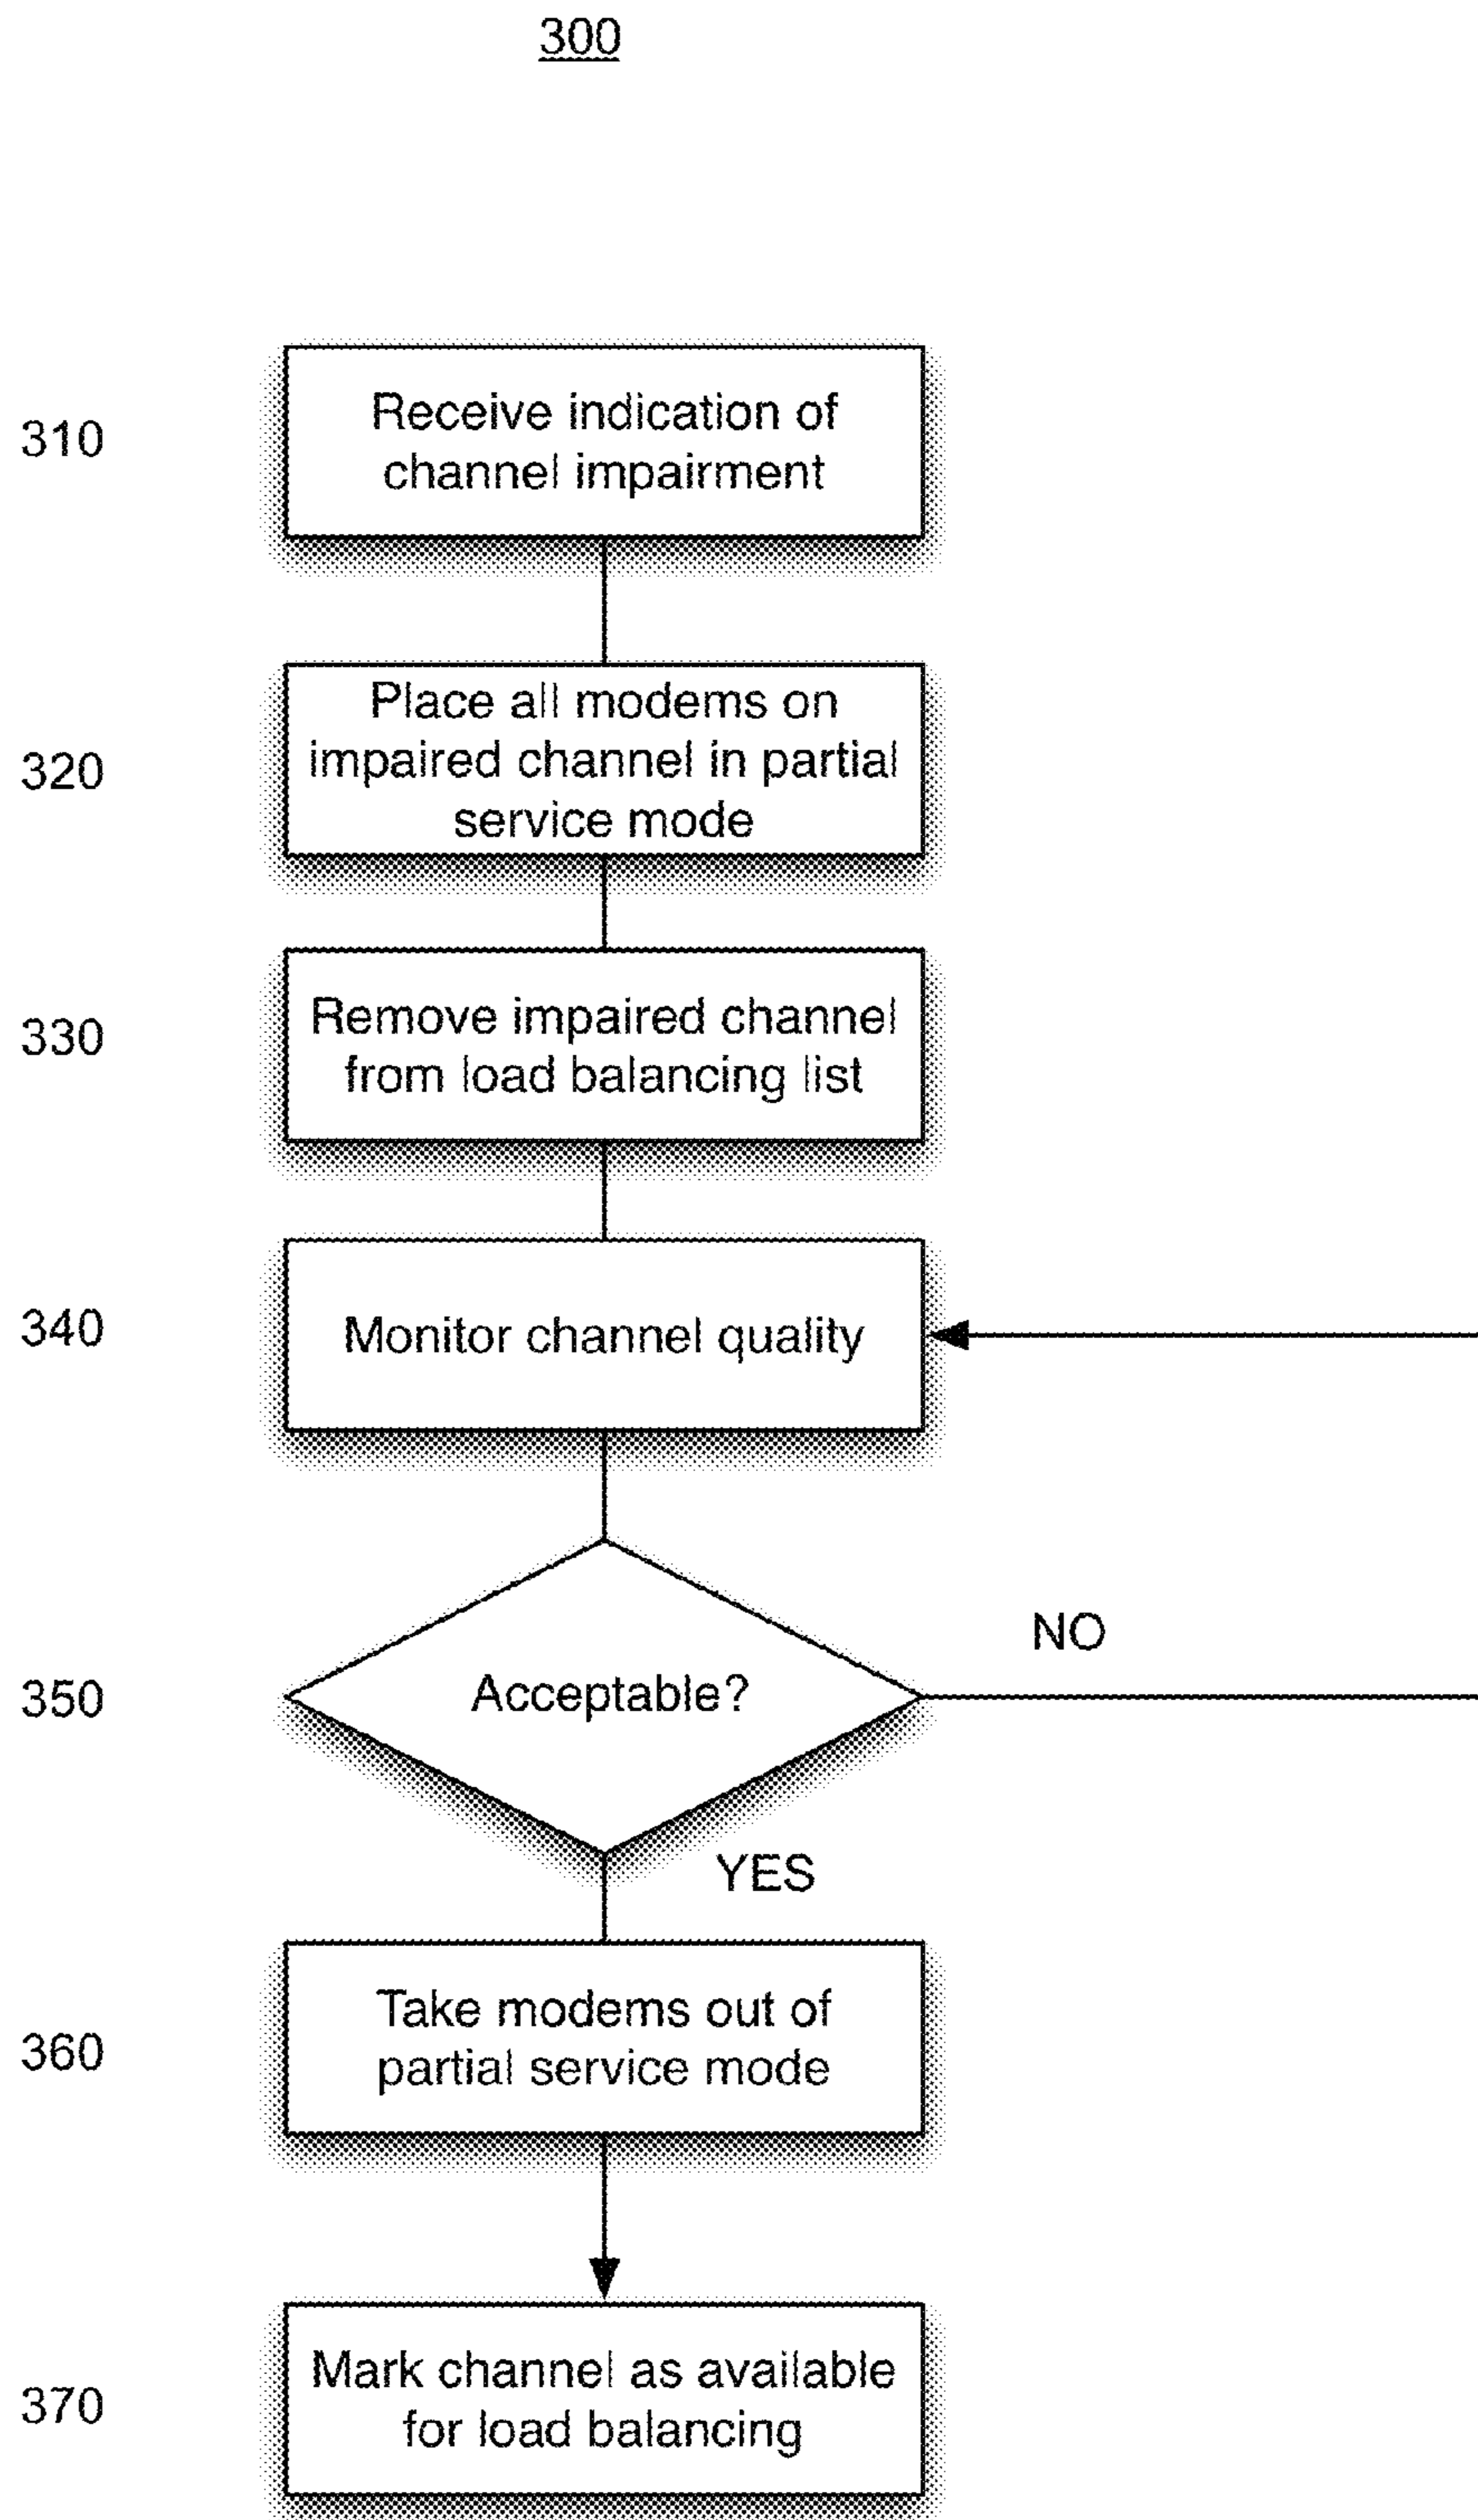 300
310
Receive indication of
channel impairment
320
Place all modems on
impaired channel in partial
service mode
330
Remove impaired channel
from load balancing list
340
Monitor channel quality
350
Acceptable?
NO
YES
360
Take modems out of
partial service mode
370
Mark channel as available
for load balancing